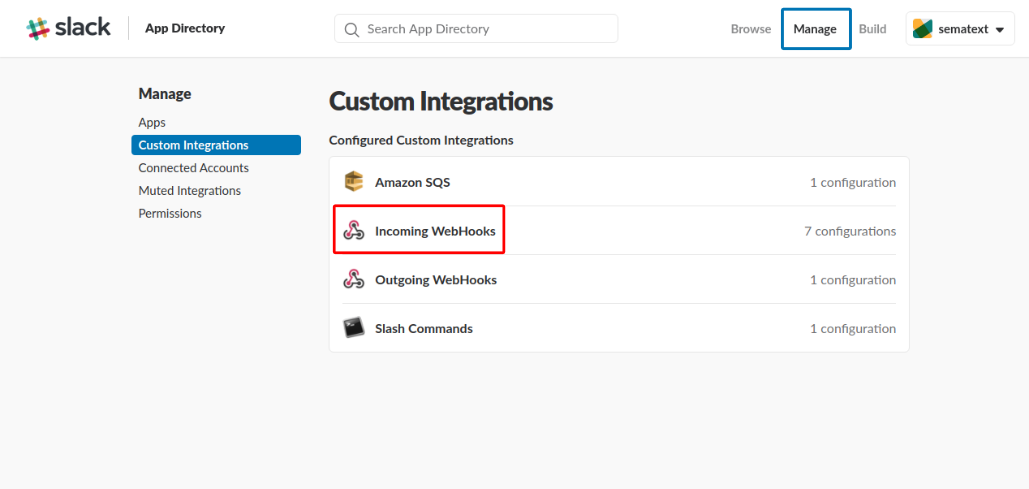 slack App Directory Search App Directory Browse Manage Build sematext
Manage
Apps
Custom Integrations
Connected Accounts
Muted Integrations
Permissions
Custom Integrations
Configured Custom Integrations
Amazon SQS 1 configuration
Incoming WebHooks 7 configurations
Outgoing WebHooks 1 configuration
Slash Commands 1 configuration